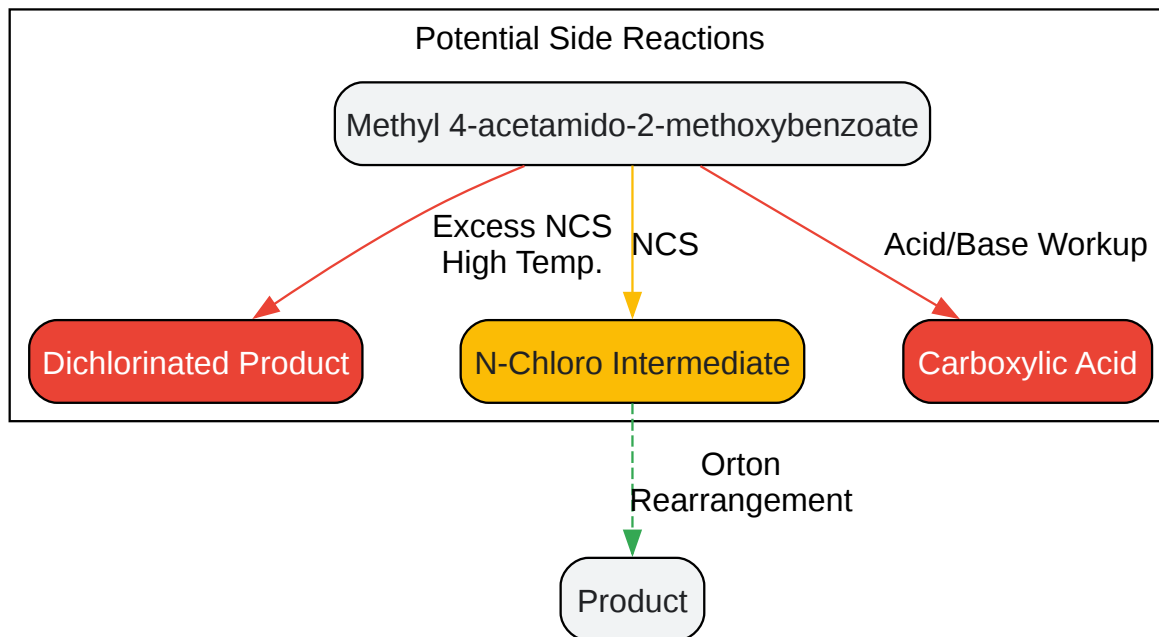 Potential Side Reactions
Methyl 4-acetamido-2-methoxybenzoate
Excess NCS
High Temp.
NCS
Acid/Base Workup
Dichlorinated Product
N-Chloro Intermediate
Carboxylic Acid
Orton
Rearrangement
Product